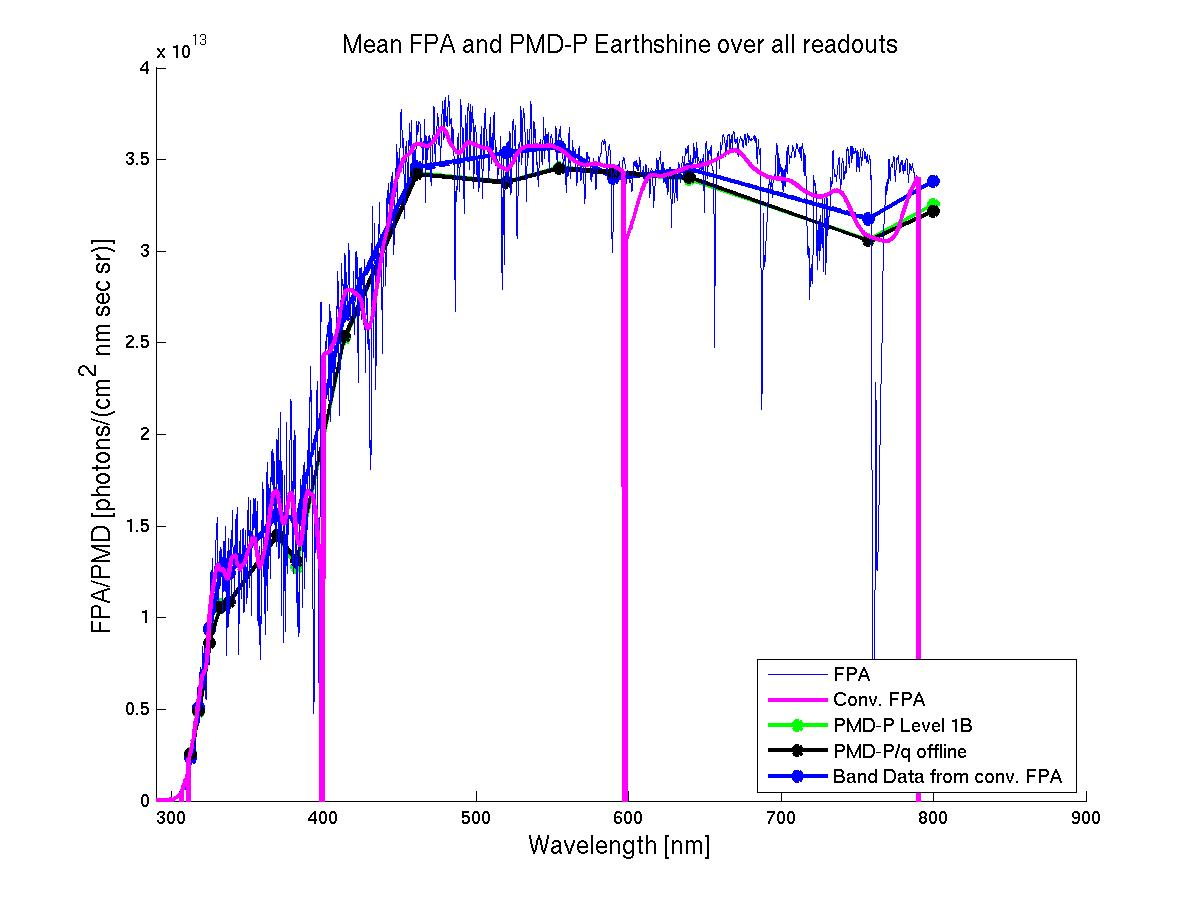 Mean FPA and PMD-P Earthshine over all readouts
x 10^13
4
3.5
3
2.5
2
1.5
1
0.5
0
FPA/PMD [photons/(cm^2 nm sec sr)]
300 400 500 600 700 800 900
Wavelength [nm]
FPA
Conv. FPA
PMD-P Level 1B
PMD-P/q offline
Band Data from conv. FPA